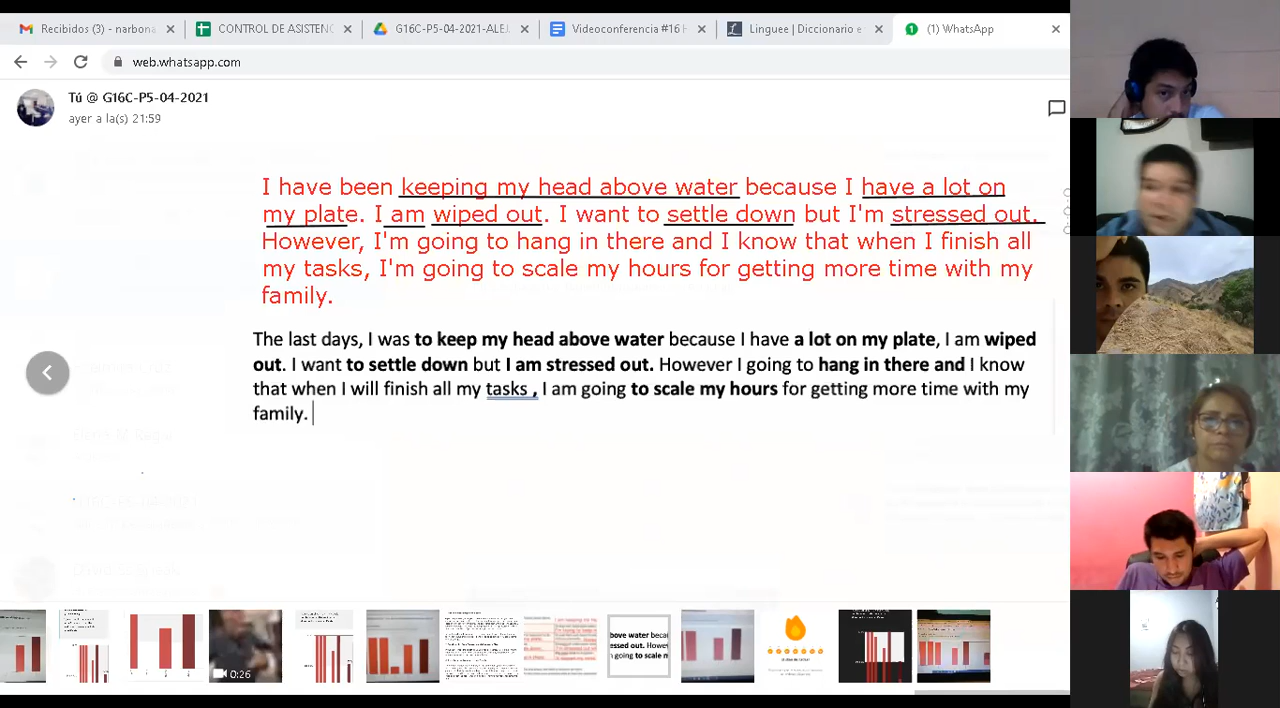 Recibidos (3) - narbona
CONTROL DE ASISTENC
G16C-P5-04-2021-ALE
Videoconferencia #16 H
Linguee | Diccionario e
(1) WhatsApp
web.whatsapp.com
Tú @ G16C-P5-04-2021
ayer a la(s) 21:59
I have been keeping my head above water because I have a lot on
my plate. I am wiped out. I want to settle down but I'm stressed out.
However, I'm going to hang in there and I know that when I finish all
my tasks, I'm going to scale my hours for getting more time with my
family.
The last days, I was to keep my head above water because I have a lot on my plate, I am wiped
out. I want to settle down but I am stressed out. However I going to hang in there and I know
that when I will finish all my tasks , I am going to scale my hours for getting more time with my
family.
0:26